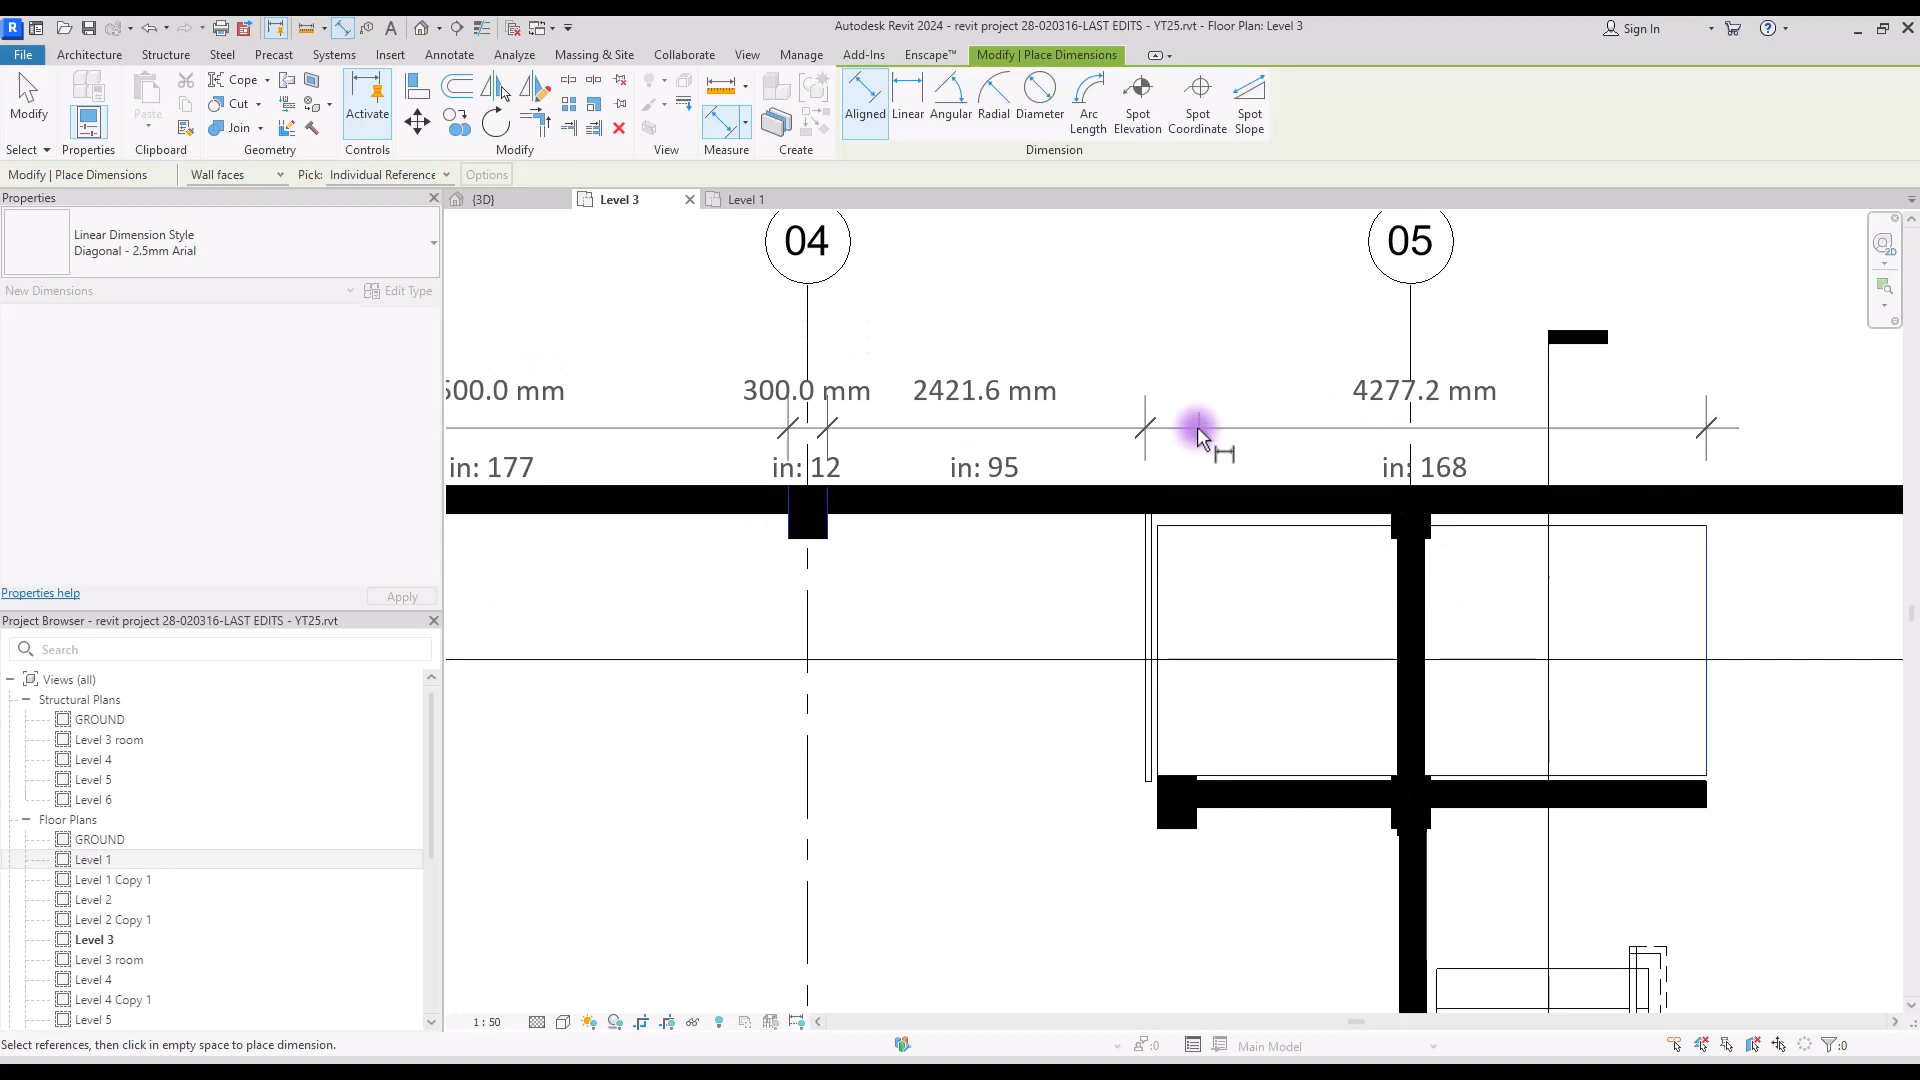 Autodesk Revit 2024 - revit project 28-020316-LAST EDITS - YT25.rvt - Floor Plan: Level 3
Sign In
File Architecture Structure Steel Precast Systems Insert Annotate Analyze Massing & Site Collaborate View Manage Add-Ins Enscape™ Modify | Place Dimensions
Modify
Paste
Cope
Cut
Join
Activate
Aligned Linear Angular Radial Diameter Arc Length Spot Elevation Spot Coordinate Spot Slope
Select Properties Clipboard Geometry Controls Modify View Measure Create Dimension
Modify | Place Dimensions Wall faces Pick: Individual Reference Options
Properties
{3D} Level 3 Level 1
Linear Dimension Style
Diagonal - 2.5mm Arial
New Dimensions Edit Type
Properties help Apply
04 05
500.0 mm 300.0 mm 2421.6 mm 4277.2 mm
in: 177 in: 12 in: 95 in: 168
Project Browser - revit project 28-020316-LAST EDITS - YT25.rvt
Search
Views (all)
Structural Plans
GROUND
Level 3 room
Level 4
Level 5
Level 6
Floor Plans
GROUND
Level 1
Level 1 Copy 1
Level 2
Level 2 Copy 1
Level 3
Level 3 room
Level 4
Level 4 Copy 1
Level 5
1 : 50
2D
Select references, then click in empty space to place dimension.
:0 Main Model :0